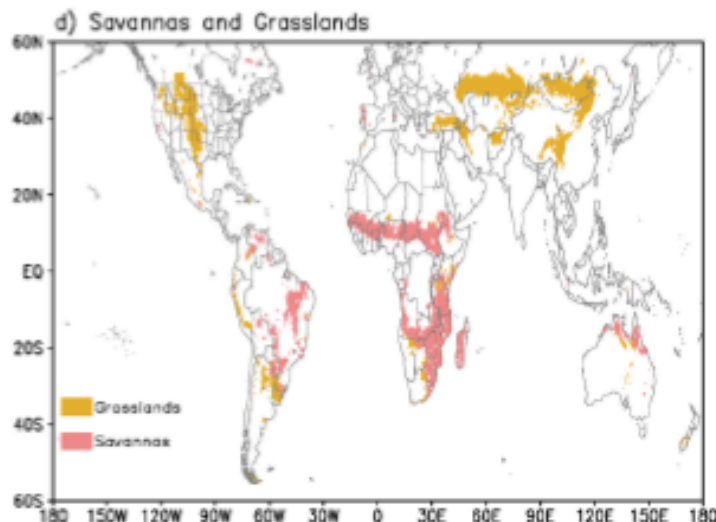 d) Savannas and Grasslands
60N
40N
20N
EQ
20S
40S
60S
Grasslands
Savannas
180 150W 120W 90W 60W 30W 0 30E 60E 90E 120E 150E 180